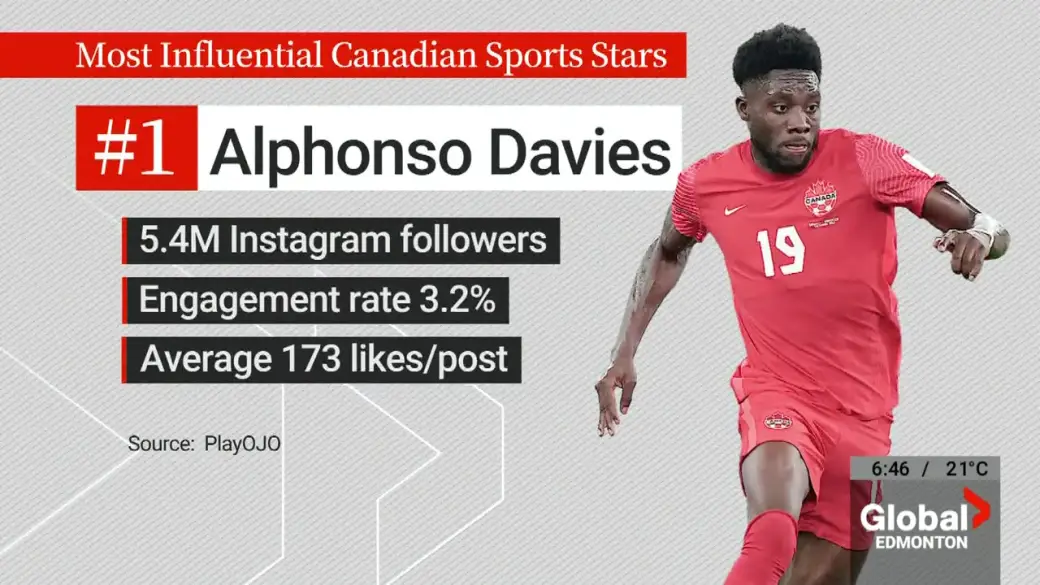 Most Influential Canadian Sports Stars
#1 Alphonso Davies
5.4M Instagram followers
Engagement rate 3.2%
Average 173 likes/post
Source: PlayOJO
CANADA
19
6:46 / 21°C
Global
EDMONTON